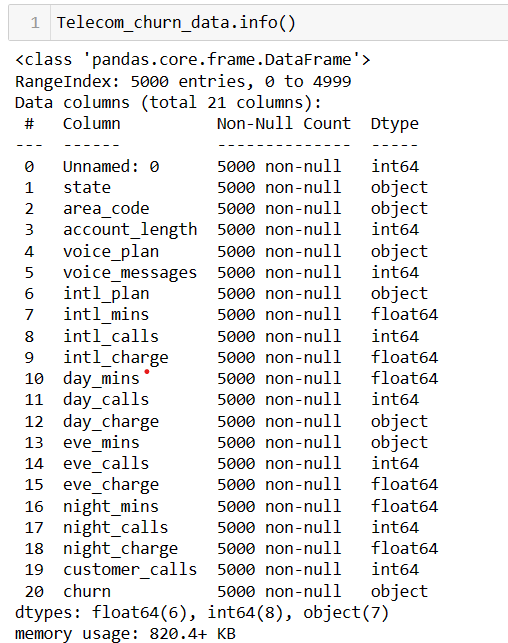 1 Telecom_churn_data.info()
<class 'pandas.core.frame.DataFrame'>
RangeIndex: 5000 entries, 0 to 4999
Data columns (total 21 columns):
 #   Column           Non-Null Count  Dtype
---  ------           --------------  -----
 0   Unnamed: 0       5000 non-null   int64
 1   state            5000 non-null   object
 2   area_code        5000 non-null   object
 3   account_length   5000 non-null   int64
 4   voice_plan       5000 non-null   object
 5   voice_messages   5000 non-null   int64
 6   intl_plan        5000 non-null   object
 7   intl_mins        5000 non-null   float64
 8   intl_calls       5000 non-null   int64
 9   intl_charge      5000 non-null   float64
 10  day_mins         5000 non-null   float64
 11  day_calls        5000 non-null   int64
 12  day_charge       5000 non-null   object
 13  eve_mins         5000 non-null   object
 14  eve_calls        5000 non-null   int64
 15  eve_charge       5000 non-null   float64
 16  night_mins       5000 non-null   float64
 17  night_calls      5000 non-null   int64
 18  night_charge     5000 non-null   float64
 19  customer_calls   5000 non-null   int64
 20  churn            5000 non-null   object
dtypes: float64(6), int64(8), object(7)
memory usage: 820.4+ KB